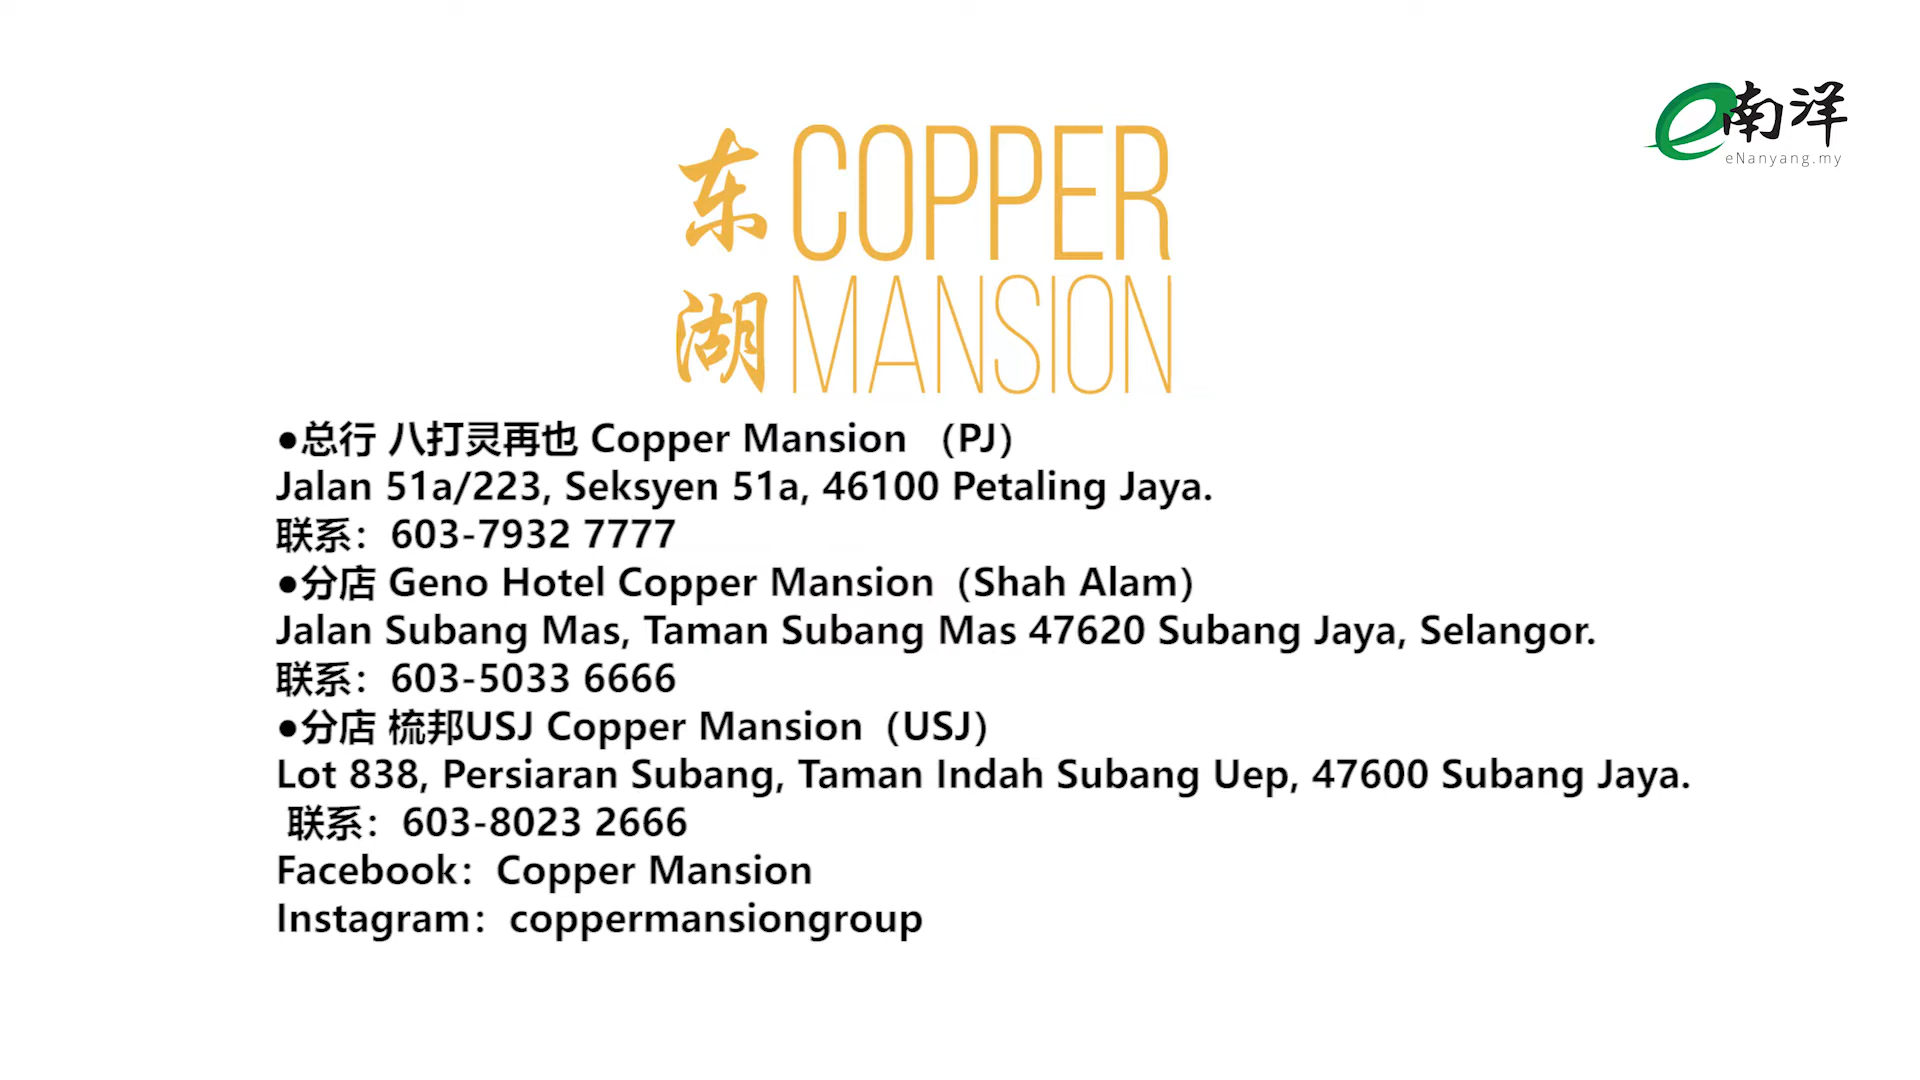 e南洋
eNanyang.my
东湖
COPPER
MANSION
●总行 八打灵再也 Copper Mansion （PJ）
Jalan 51a/223, Seksyen 51a, 46100 Petaling Jaya.
联系：603-7932 7777
●分店 Geno Hotel Copper Mansion（Shah Alam）
Jalan Subang Mas, Taman Subang Mas 47620 Subang Jaya, Selangor.
联系：603-5033 6666
●分店 梳邦USJ Copper Mansion（USJ）
Lot 838, Persiaran Subang, Taman Indah Subang Uep, 47600 Subang Jaya.
联系：603-8023 2666
Facebook：Copper Mansion
Instagram：coppermansiongroup